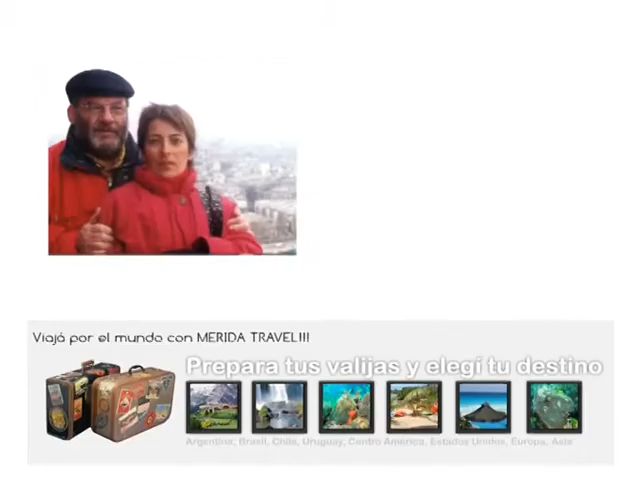 Viajá por el mundo con MERIDA TRAVEL!!!
Prepara tus valijas y elegí tu destino
Argentina, Brasil, Chile, Uruguay, Centro América, Estados Unidos, Europa, Asia